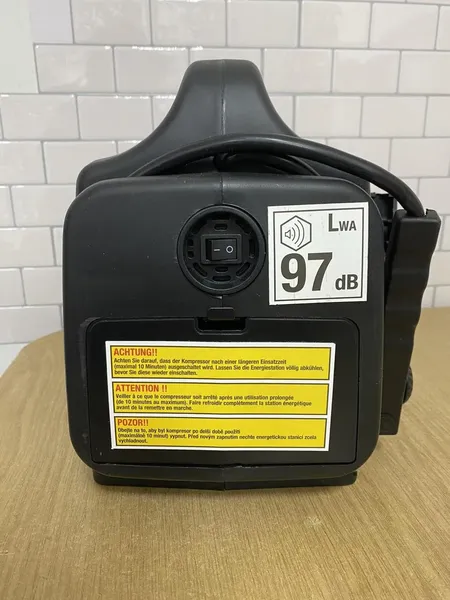 LWA
97 dB
ACHTUNG!!
Achten Sie darauf, dass der Kompressor nach einer längeren Einsatzzeit
(maximal 10 Minuten) ausgeschaltet wird. Lassen Sie die Energiestation völlig abkühlen,
bevor Sie diese wieder einschalten.
ATTENTION !!
Veiller à ce que le compresseur soit arrêté après une utilisation prolongée
(de 10 minutes au maximum). Faire refroidir complètement la station énergétique
avant de la remettre en marche.
POZOR!!
Dbejte na to, aby byl kompresor po delší době použití
(maximálně 10 minut) vypnut. Před novým zapnutím nechte energetickou stanici zcela
vychladnout.